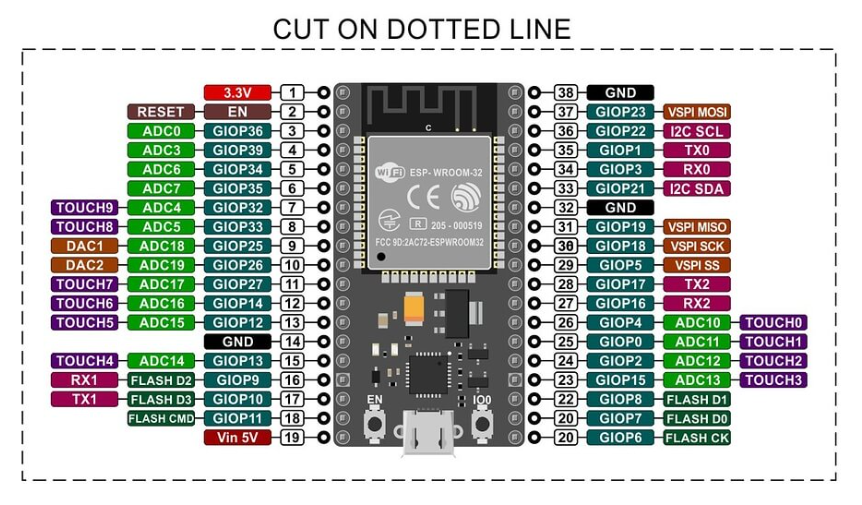 CUT ON DOTTED LINE
3.3V 1 38 GND
RESET EN 2 37 GIOP23 VSPI MOSI
ADC0 GIOP36 3 36 GIOP22 I2C SCL
ADC3 GIOP39 4 35 GIOP1 TX0
ADC6 GIOP34 5 34 GIOP3 RX0
ADC7 GIOP35 6 33 GIOP21 I2C SDA
TOUCH9 ADC4 GIOP32 7 32 GND
TOUCH8 ADC5 GIOP33 8 31 GIOP19 VSPI MISO
DAC1 ADC18 GIOP25 9 30 GIOP18 VSPI SCK
DAC2 ADC19 GIOP26 10 29 GIOP5 VSPI SS
TOUCH7 ADC17 GIOP27 11 28 GIOP17 TX2
TOUCH6 ADC16 GIOP14 12 27 GIOP16 RX2
TOUCH5 ADC15 GIOP12 13 26 GIOP4 ADC10 TOUCH0
GND 14 25 GIOP0 ADC11 TOUCH1
TOUCH4 ADC14 GIOP13 15 24 GIOP2 ADC12 TOUCH2
RX1 FLASH D2 GIOP9 16 23 GIOP15 ADC13 TOUCH3
TX1 FLASH D3 GIOP10 17 22 GIOP8 FLASH D1
FLASH CMD GIOP11 18 20 GIOP7 FLASH D0
Vin 5V 19 20 GIOP6 FLASH CK
C
WiFi ESP-WROOM-32
CE
R 205-000519
FCC 9D:2AC72-ESPWROOM32
EN IO0